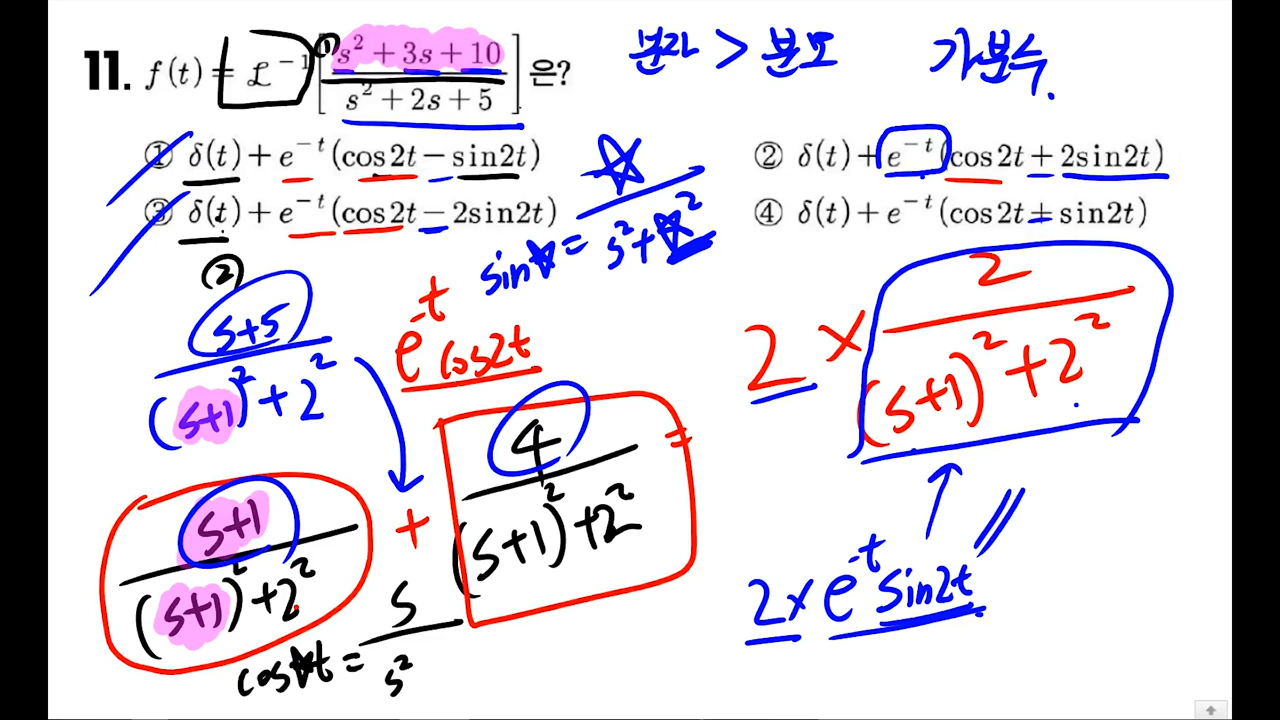 11. f(t) = ℒ⁻¹[(s² + 3s + 10)/(s² + 2s + 5)] 은?
(1)
분자 > 분모 가분수.
① δ(t) + e⁻ᵗ(cos2t − sin2t)
② δ(t) + e⁻ᵗ(cos2t + 2sin2t)
③ δ(t) + e⁻ᵗ(cos2t − 2sin2t)
④ δ(t) + e⁻ᵗ(cos2t + sin2t)
sin☆ = ☆/(s² + ☆²)
(2)
(s+5)/((s+1)² + 2²)
e⁻ᵗ cos2t
(s+1)/((s+1)² + 2²) + 4/((s+1)² + 2²) = 2 × 2/((s+1)² + 2²)
2 × e⁻ᵗ sin2t
cos☆t = s/s²